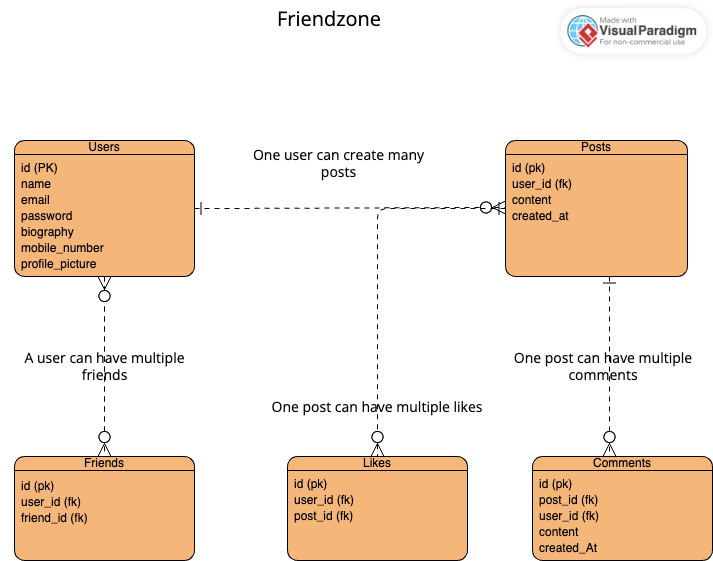 Friendzone
Made with
VisualParadigm
For non-commercial use
Users
id (PK)
name
email
password
biography
mobile_number
profile_picture
One user can create many
posts
Posts
id (pk)
user_id (fk)
content
created_at
A user can have multiple
friends
One post can have multiple likes
One post can have multiple
comments
Friends
id (pk)
user_id (fk)
friend_id (fk)
Likes
id (pk)
user_id (fk)
post_id (fk)
Comments
id (pk)
post_id (fk)
user_id (fk)
content
created_At